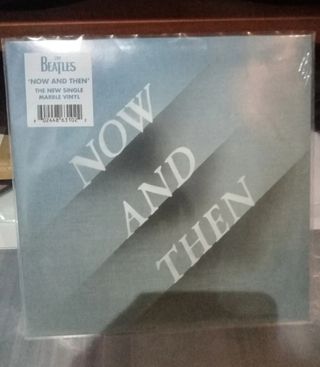 THE
BEATLES
'NOW AND THEN'
THE NEW SINGLE
MARBLE VINYL
NOW
AND
THEN